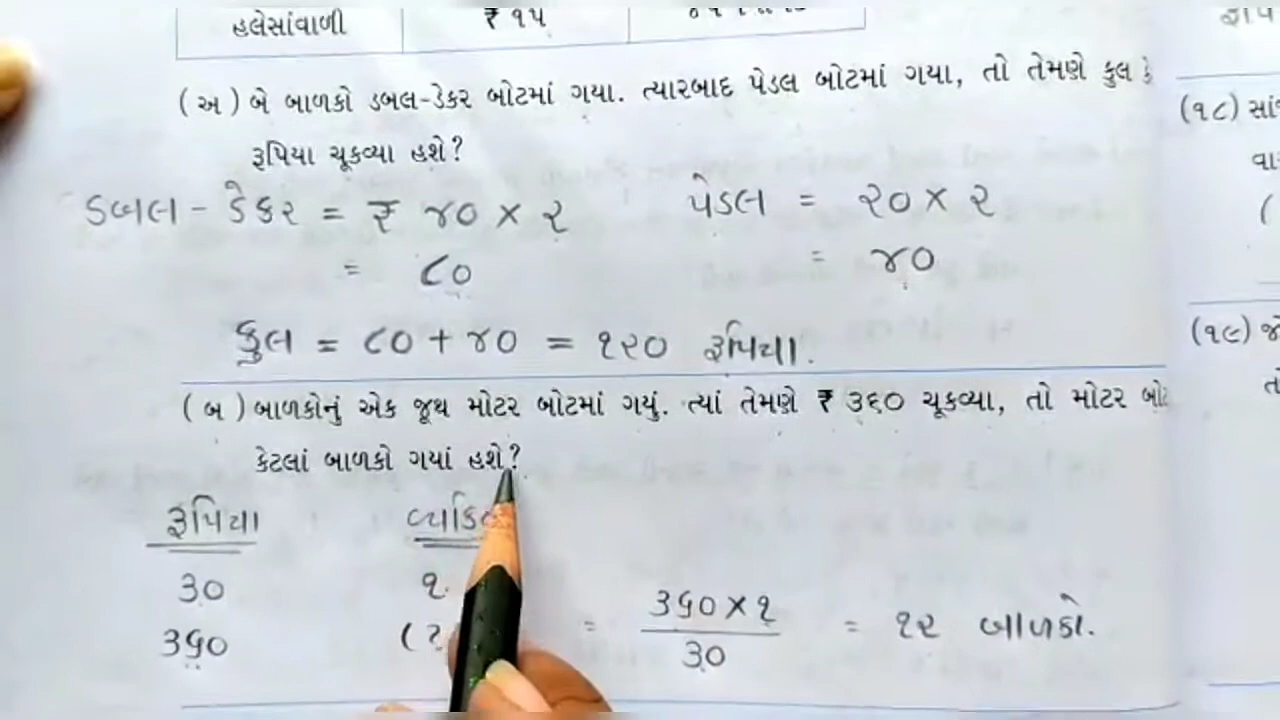 હલેસાંવાળી ₹ ૧૫
(અ) બે બાળકો ડબલ-ડેકર બોટમાં ગયા. ત્યારબાદ પેડલ બોટમાં ગયા, તો તેમણે કુલ કે
રૂપિયા ચૂકવ્યા હશે?
ડબલ - ડેકર = ₹ ૪૦ × ૨ પેડલ = ૨૦ × ૨
= ૮૦ = ૪૦
કુલ = ૮૦ + ૪૦ = ૧૨૦ રૂપિયા.
(બ) બાળકોનું એક જૂથ મોટર બોટમાં ગયું. ત્યાં તેમણે ₹ ૩૬૦ ચૂકવ્યા, તો મોટર બોટ
કેટલાં બાળકો ગયાં હશે?
રૂપિયા
૩૦ ૧
૩૬૦ (?
= ૩૬૦ × ૧ = ૧૨ બાળકો.
૩૦
(૧૮) સાં
વા
(
(૧૯) જો
તો